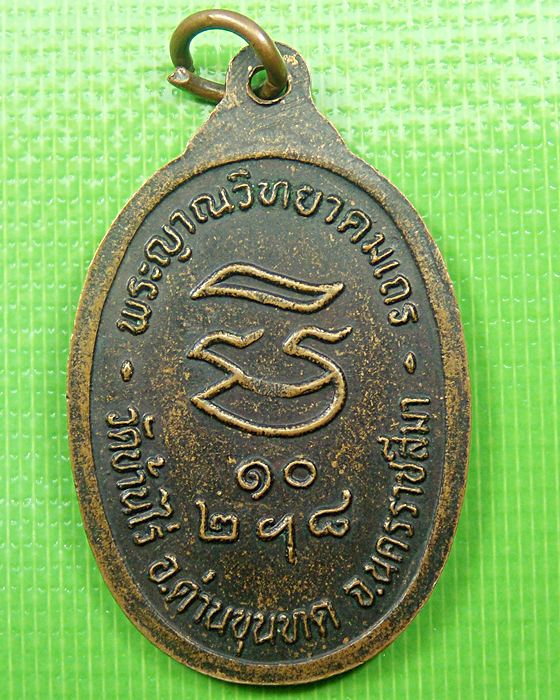 พระญาณวิทยาคมเถร
๑๐
๒ ๙ ๘
วัดบ้านไร่ อ.ด่านขุนทด จ.นครราชสีมา